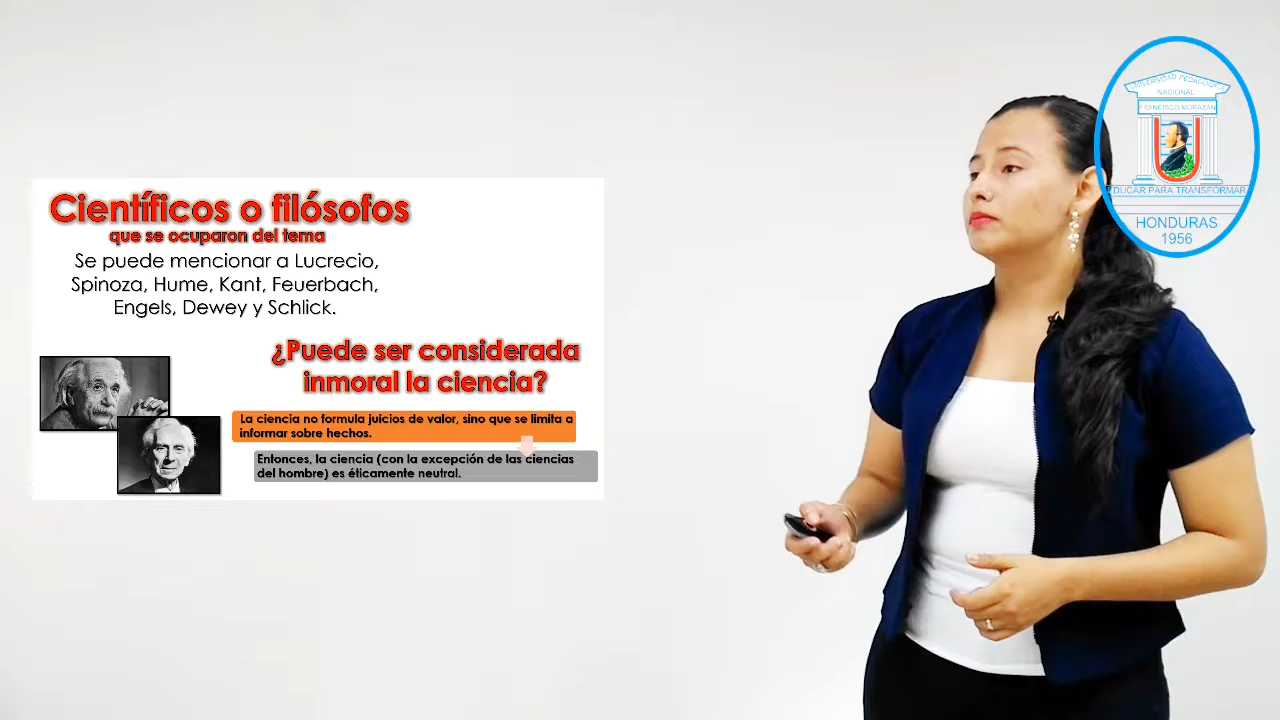 Científicos o filósofos
que se ocuparon del tema
Se puede mencionar a Lucrecio,
Spinoza, Hume, Kant, Feuerbach,
Engels, Dewey y Schlick.
¿Puede ser considerada
inmoral la ciencia?
La ciencia no formula juicios de valor, sino que se limita a
informar sobre hechos.
Entonces, la ciencia (con la excepción de las ciencias
del hombre) es éticamente neutral.
UNIVERSIDAD PEDAGOGICA
NACIONAL
FRANCISCO MORAZAN
EDUCAR PARA TRANSFORMAR
HONDURAS
1956